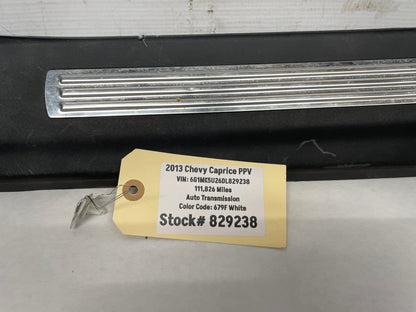 2013 Chevy Caprice PPV
VIN: 6G1MK5U26DL829238
111,826 Miles
Auto Transmission
Color Code: 679F White
Stock# 829238